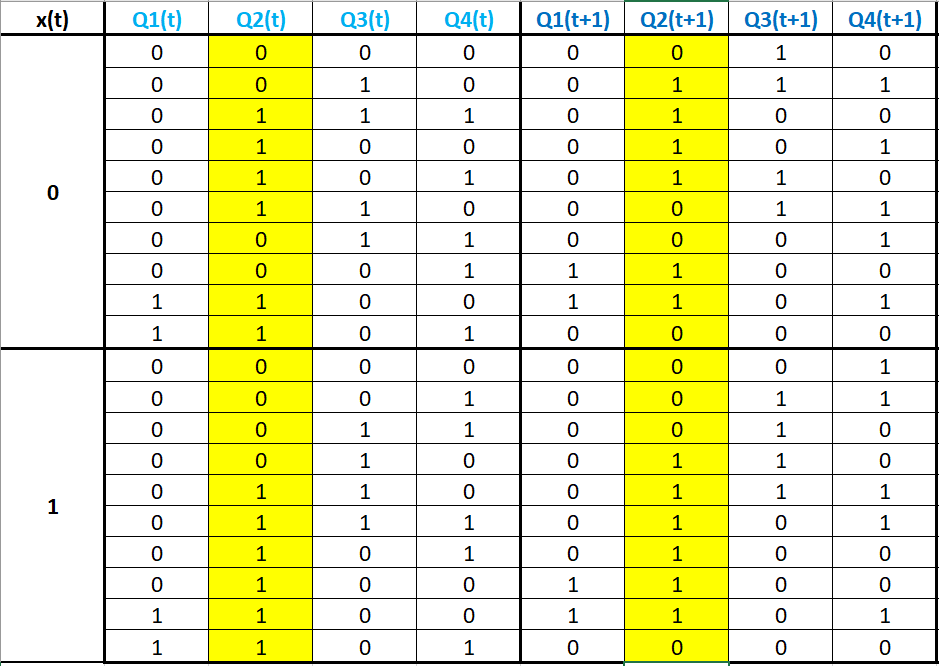 x(t) Q1(t) Q2(t) Q3(t) Q4(t) Q1(t+1) Q2(t+1) Q3(t+1) Q4(t+1)
0 0 0 0 0 0 1 0
0 0 1 0 0 1 1 1
0 1 1 1 0 1 0 0
0 1 0 0 0 1 0 1
0 1 0 1 0 1 1 0
0
0 1 1 0 0 0 1 1
0 0 1 1 0 0 0 1
0 0 0 1 1 1 0 0
1 1 0 0 1 1 0 1
1 1 0 1 0 0 0 0
0 0 0 0 0 0 0 1
0 0 0 1 0 0 1 1
0 0 1 1 0 0 1 0
0 0 1 0 0 1 1 0
0 1 1 0 0 1 1 1
1
0 1 1 1 0 1 0 1
0 1 0 1 0 1 0 0
0 1 0 0 1 1 0 0
1 1 0 0 1 1 0 1
1 1 0 1 0 0 0 0